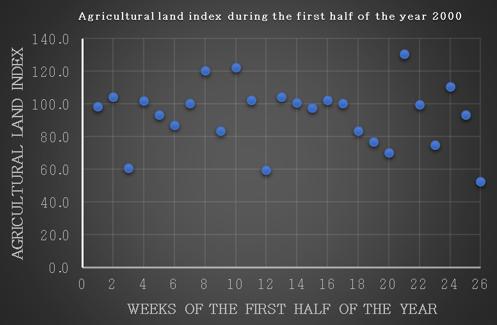 Agricultural land index during the first half of the year 2000
140.0
120.0
100.0
80.0
60.0
40.0
20.0
0.0
AGRICULTURAL LAND INDEX
0 2 4 6 8 10 12 14 16 18 20 22 24 26
WEEKS OF THE FIRST HALF OF THE YEAR